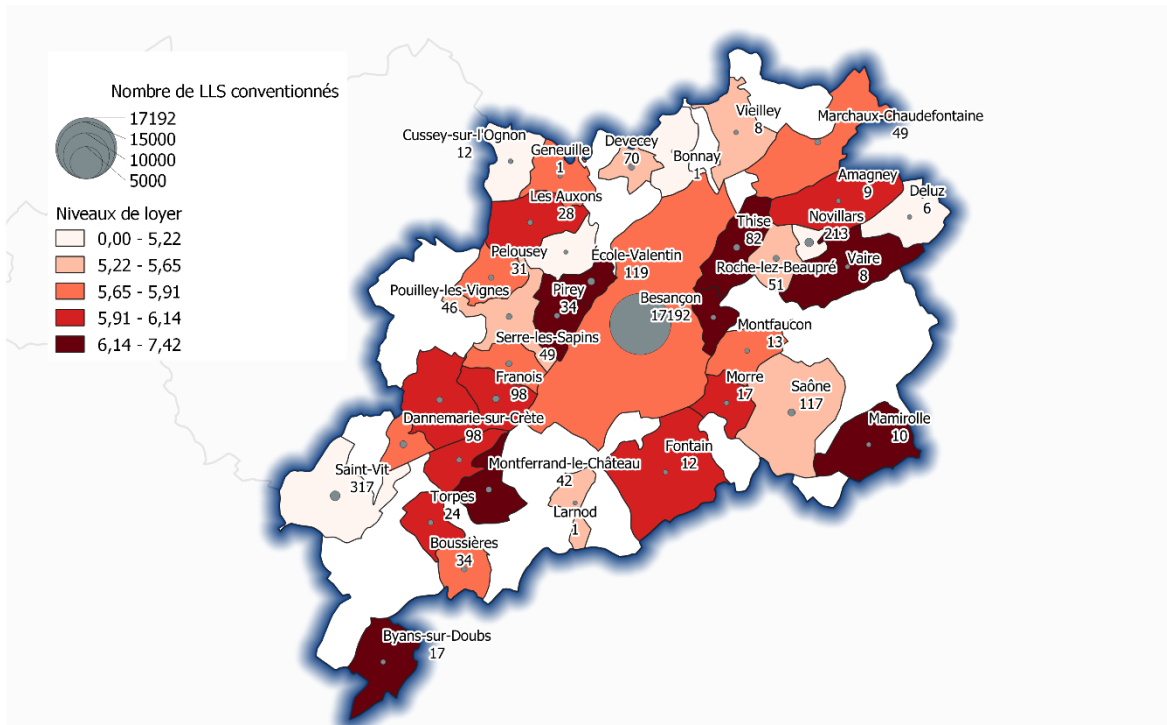 Nombre de LLS conventionnés
17192
15000
10000
5000
Niveaux de loyer
0,00 - 5,22
5,22 - 5,65
5,65 - 5,91
5,91 - 6,14
6,14 - 7,42
Cussey-sur-l'Ognon
12
Geneuille
1
Devecey
70
Bonnay
1
Vieilley
8
Marchaux-Chaudefontaine
49
Amagney
9
Deluz
6
Les Auxons
28
Thise
82
Novillars
213
Pelousey
31
École-Valentin
119
Roche-lez-Beaupré
51
Vaire
8
Pouilley-les-Vignes
46
Pirey
34
Besançon
17192
Serre-les-Sapins
49
Montfaucon
13
Franois
98
Morre
17
Saône
117
Dannemarie-sur-Crète
98
Mamirolle
10
Fontain
12
Saint-Vit
317
Montferrand-le-Château
42
Torpes
24
Larnod
1
Boussières
34
Byans-sur-Doubs
17